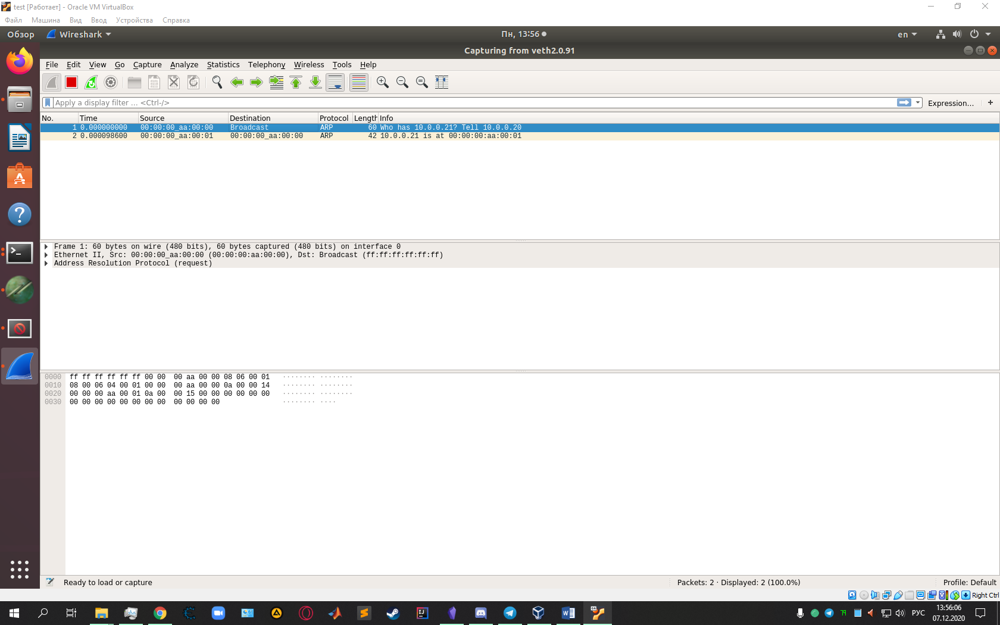 test [Работает] - Oracle VM VirtualBox
Файл Машина Вид Ввод Устройства Справка
Обзор Wireshark Пн, 13:56 en
Capturing from veth2.0.91
File Edit View Go Capture Analyze Statistics Telephony Wireless Tools Help
Apply a display filter ... <Ctrl-/> Expression... +
No. Time Source Destination Protocol Length Info
1 0.000000000 00:00:00_aa:00:00 Broadcast ARP 60 Who has 10.0.0.21? Tell 10.0.0.20
2 0.000098600 00:00:00_aa:00:01 00:00:00_aa:00:00 ARP 42 10.0.0.21 is at 00:00:00:aa:00:01
Frame 1: 60 bytes on wire (480 bits), 60 bytes captured (480 bits) on interface 0
Ethernet II, Src: 00:00:00_aa:00:00 (00:00:00:aa:00:00), Dst: Broadcast (ff:ff:ff:ff:ff:ff)
Address Resolution Protocol (request)
0000 ff ff ff ff ff ff 00 00 00 aa 00 00 08 06 00 01 ········ ········
0010 08 00 06 04 00 01 00 00 00 aa 00 00 0a 00 00 14 ········ ········
0020 00 00 00 aa 00 01 0a 00 00 15 00 00 00 00 00 00 ········ ········
0030 00 00 00 00 00 00 00 00 00 00 00 00 ········ ····
Ready to load or capture Packets: 2 · Displayed: 2 (100.0%) Profile: Default
Right Ctrl
РУС 13:56:06
07.12.2020